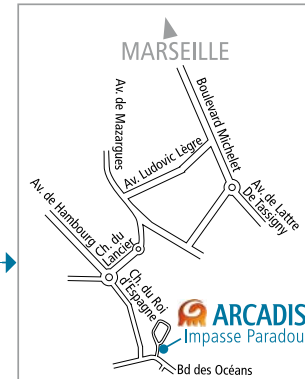 MARSEILLE
Av. de Mazargues
Boulevard Michelet
Av. Ludovic Lègre
Av. de Hambourg
Ch. du
Lancier
Av. de Lattre
De Tassigny
Ch. du Roi
d'Espagne
ARCADIS
Impasse Paradou
Bd des Océans